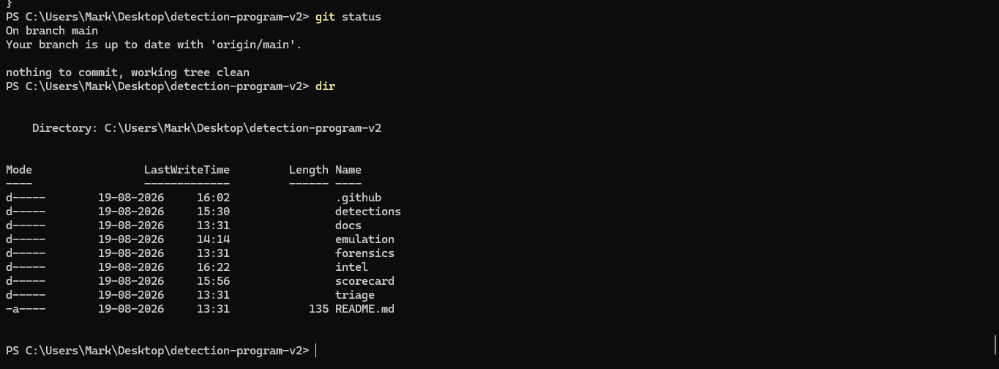 }
PS C:\Users\Mark\Desktop\detection-program-v2> git status
On branch main
Your branch is up to date with 'origin/main'.
nothing to commit, working tree clean
PS C:\Users\Mark\Desktop\detection-program-v2> dir
Directory: C:\Users\Mark\Desktop\detection-program-v2
Mode                 LastWriteTime         Length Name
----                 -------------         ------ ----
d-----        19-08-2026     16:02                .github
d-----        19-08-2026     15:30                detections
d-----        19-08-2026     13:31                docs
d-----        19-08-2026     14:14                emulation
d-----        19-08-2026     13:31                forensics
d-----        19-08-2026     16:22                intel
d-----        19-08-2026     15:56                scorecard
d-----        19-08-2026     13:31                triage
-a----        19-08-2026     13:31            135 README.md
PS C:\Users\Mark\Desktop\detection-program-v2>